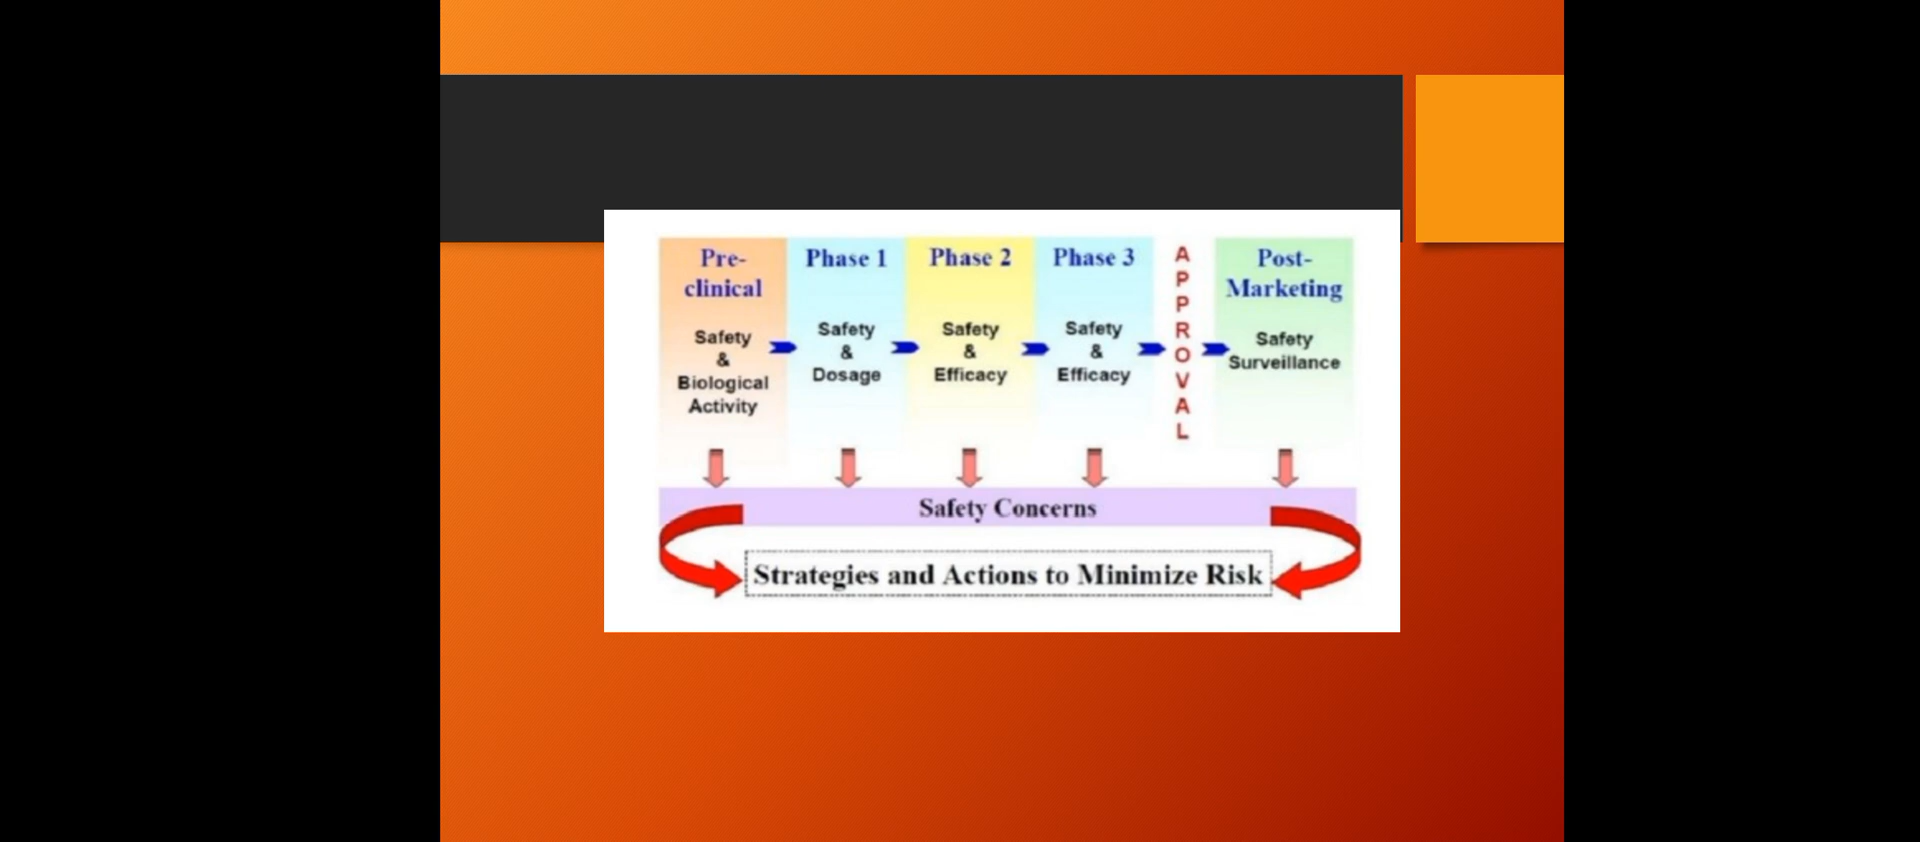 Pre-
clinical
Safety
&
Biological
Activity
Phase 1
Safety
&
Dosage
Phase 2
Safety
&
Efficacy
Phase 3
Safety
&
Efficacy
APPROVAL
Post-
Marketing
Safety
Surveillance
Safety Concerns
Strategies and Actions to Minimize Risk